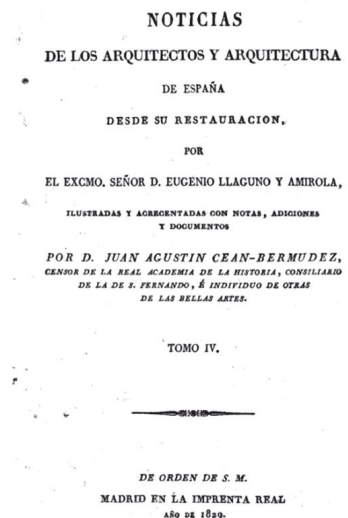 NOTICIAS
DE LOS ARQUITECTOS Y ARQUITECTURA
DE ESPAÑA
DESDE SU RESTAURACION,
POR
EL EXCMO. SEÑOR D. EUGENIO LLAGUNO Y AMIROLA,
ILUSTRADAS Y ACRECENTADAS CON NOTAS, ADICIONES
Y DOCUMENTOS
POR D. JUAN AGUSTIN CEAN-BERMUDEZ,
CENSOR DE LA REAL ACADEMIA DE LA HISTORIA, CONSILIARIO
DE LA DE S. FERNANDO, É INDIVIDUO DE OTRAS
DE LAS BELLAS ARTES.
TOMO IV.
DE ORDEN DE S. M.
MADRID EN LA IMPRENTA REAL
AÑO DE 1829.